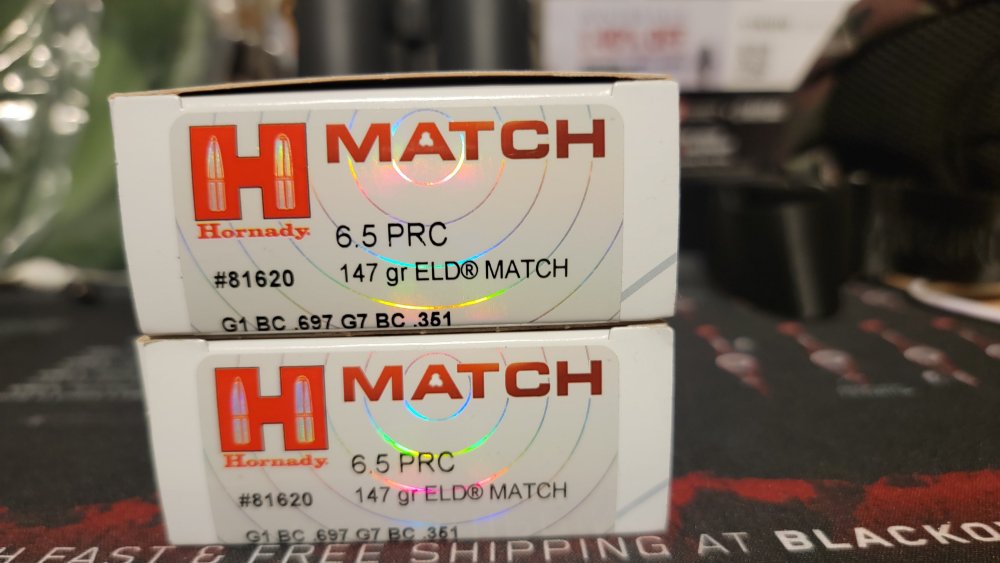 H MATCH
Hornady
6.5 PRC
#81620 147 gr ELD® MATCH
G1 BC .697 G7 BC .351
H MATCH
Hornady
6.5 PRC
#81620 147 gr ELD® MATCH
G1 BC .697 G7 BC .351
H FAST & FREE SHIPPING AT BLACKO